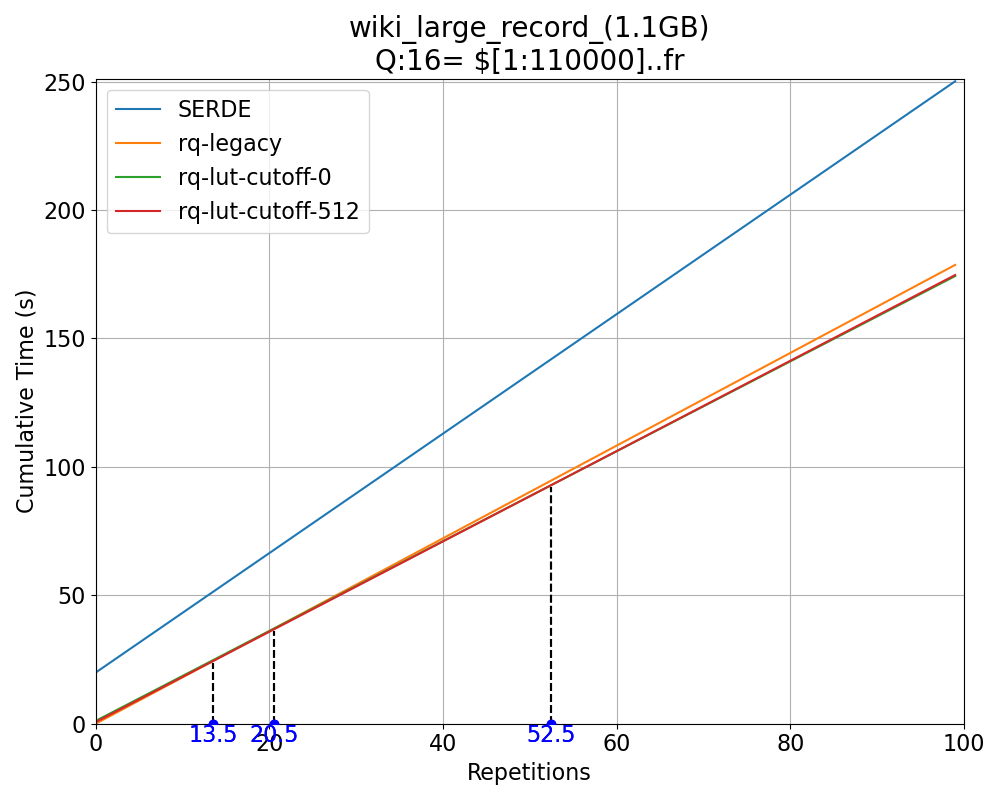 wiki_large_record_(1.1GB)
Q:16= $[1:110000]..fr
SERDE
rq-legacy
rq-lut-cutoff-0
rq-lut-cutoff-512
Cumulative Time (s)
250
200
150
100
50
0
13.5 20.5 52.5
0 20 40 60 80 100
Repetitions